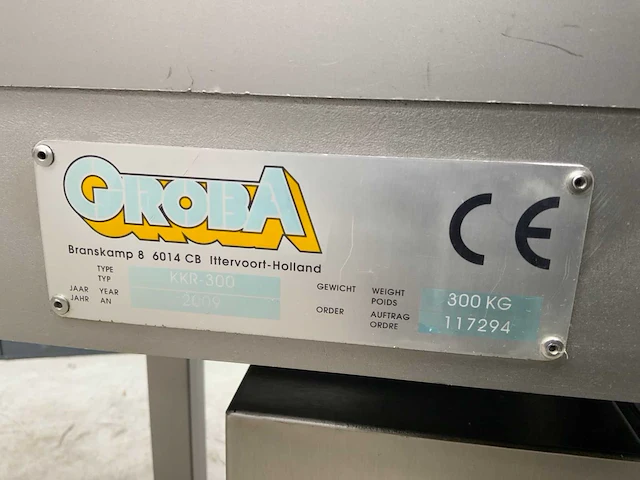 GROBA
CE
Branskamp 8 6014 CB Ittervoort-Holland
TYPE
TYP
KKR-300
JAAR YEAR
JAHR AN
2009
GEWICHT WEIGHT
POIDS
300 KG
ORDER AUFTRAG
ORDRE
117294